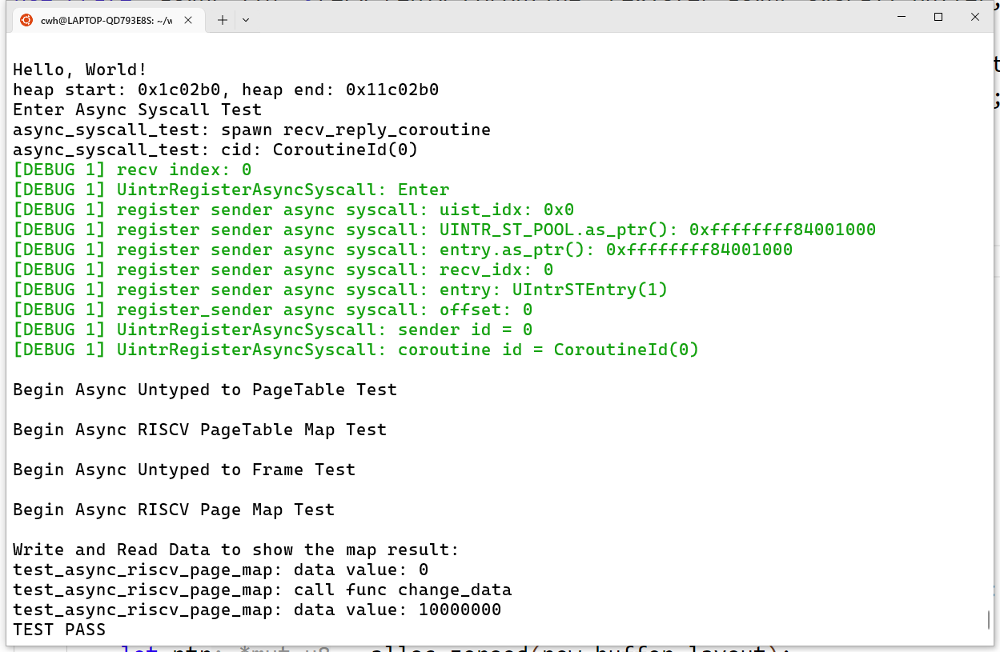 cwh@LAPTOP-QD793E8S: ~/w
Hello, World!
heap start: 0x1c02b0, heap end: 0x11c02b0
Enter Async Syscall Test
async_syscall_test: spawn recv_reply_coroutine
async_syscall_test: cid: CoroutineId(0)
[DEBUG 1] recv index: 0
[DEBUG 1] UintrRegisterAsyncSyscall: Enter
[DEBUG 1] register sender async syscall: uist_idx: 0x0
[DEBUG 1] register sender async syscall: UINTR_ST_POOL.as_ptr(): 0xffffffff84001000
[DEBUG 1] register sender async syscall: entry.as_ptr(): 0xffffffff84001000
[DEBUG 1] register sender async syscall: recv_idx: 0
[DEBUG 1] register sender async syscall: entry: UIntrSTEntry(1)
[DEBUG 1] register_sender async syscall: offset: 0
[DEBUG 1] UintrRegisterAsyncSyscall: sender id = 0
[DEBUG 1] UintrRegisterAsyncSyscall: coroutine id = CoroutineId(0)
Begin Async Untyped to PageTable Test
Begin Async RISCV PageTable Map Test
Begin Async Untyped to Frame Test
Begin Async RISCV Page Map Test
Write and Read Data to show the map result:
test_async_riscv_page_map: data value: 0
test_async_riscv_page_map: call func change_data
test_async_riscv_page_map: data value: 10000000
TEST PASS